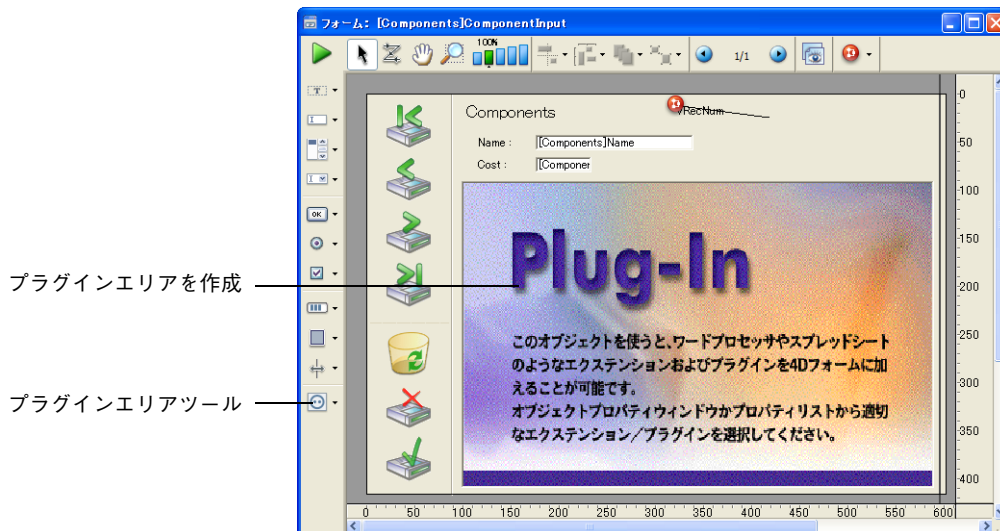 フォーム: [Components]ComponentInput
100%
1/1
Components
VRecNum
Name :
[Components]Name
Cost :
[Componer
OK
Plug-In
このオブジェクトを使うと、ワードプロセッサやスプレッドシート
のようなエクステンションおよびプラグインを4Dフォームに加
えることが可能です。
オブジェクトプロパティウィンドウかプロパティリストから適切
なエクステンション／プラグインを選択してください。
プラグインエリアを作成
プラグインエリアツール
0
50
100
150
200
250
300
350
400
0
50
100
150
200
250
300
350
400
450
500
550
600